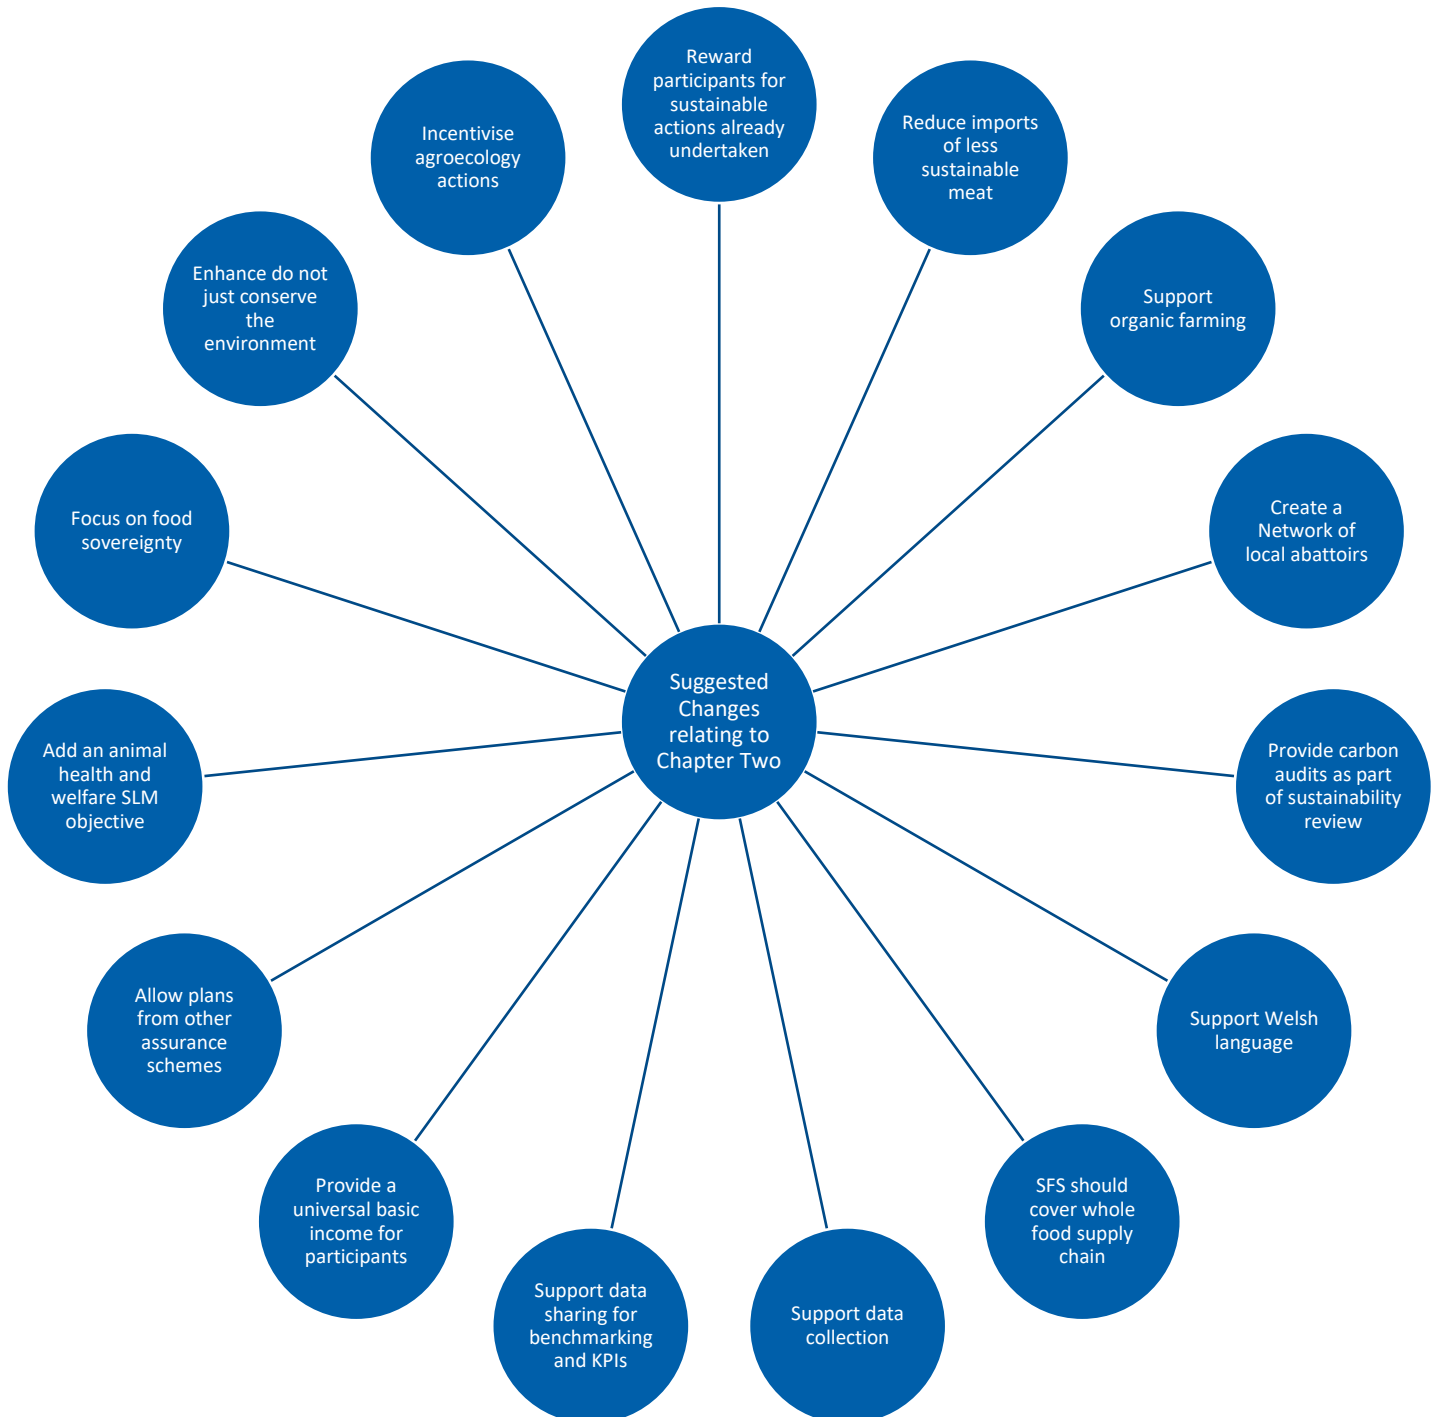 Reward
participants for
sustainable
actions already
undertaken
Reduce imports
of less
sustainable
meat
Support
organic farming
Create a
Network of
local abattoirs
Provide carbon
audits as part
of sustainability
review
Support Welsh
language
SFS should
cover whole
food supply
chain
Support data
collection
Support data
sharing for
benchmarking
and KPIs
Provide a
universal basic
income for
participants
Allow plans
from other
assurance
schemes
Add an animal
health and
welfare SLM
objective
Focus on food
sovereignty
Enhance do not
just conserve
the
environment
Incentivise
agroecology
actions
Suggested
Changes
relating to
Chapter Two